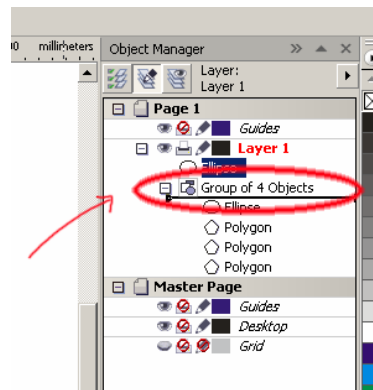 0 millimeters
Object Manager
Layer:
Layer 1
Page 1
Guides
Layer 1
Ellipse
Group of 4 Objects
Ellipse
Polygon
Polygon
Polygon
Master Page
Guides
Desktop
Grid